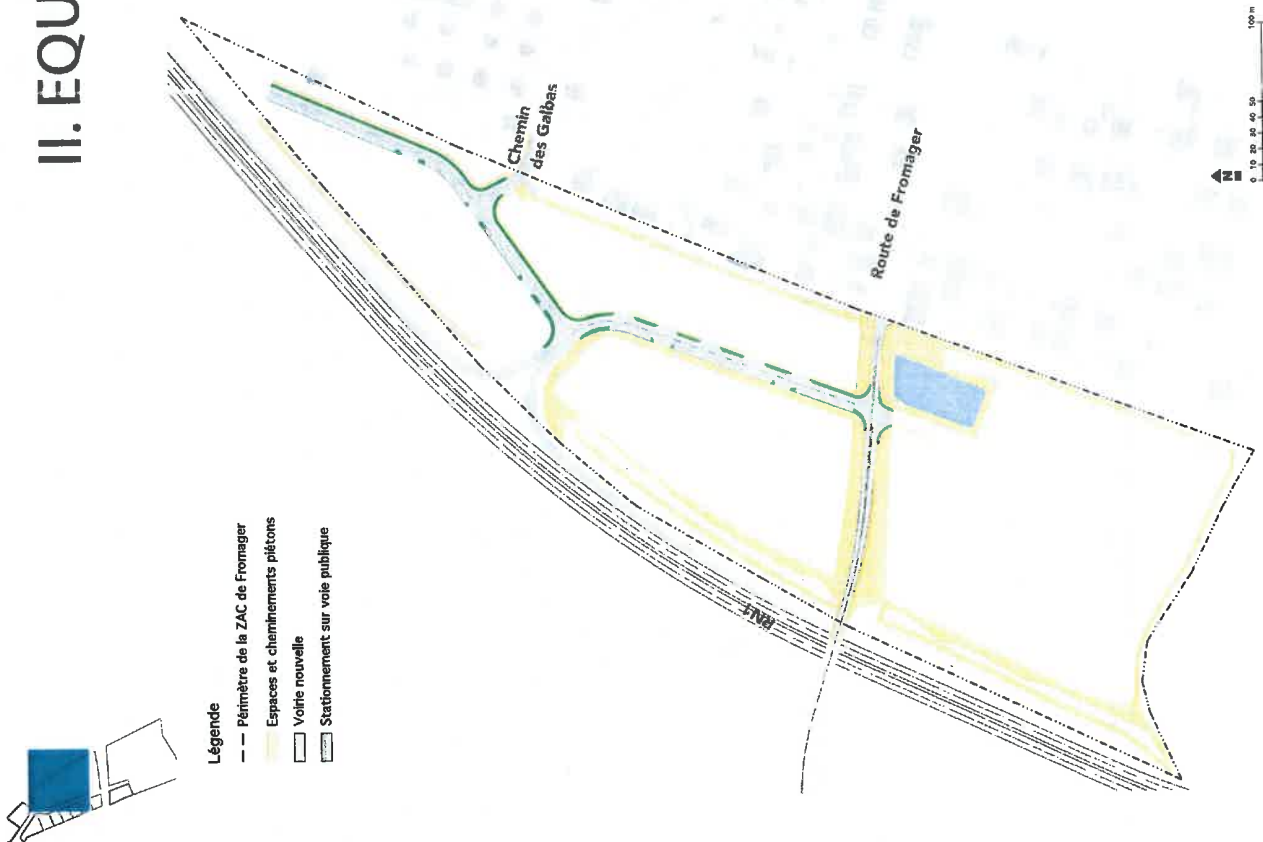 II. EQU
Légende
Périmètre de la ZAC de Fromager
Espaces et cheminements piétons
Voirie nouvelle
Stationnement sur voie publique
Chemin
des Galbas
Route de Fromager
RN1
N
0 10 20 30 40 50 100 m